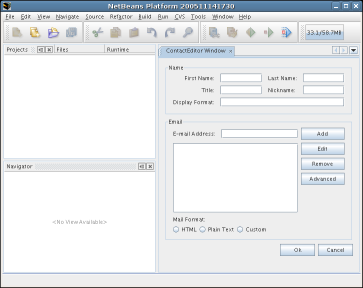 NetBeans Platform 200511141730
File Edit View Navigate Source Refactor Build Run CVS Tools Window Help
33.1/58.7MB
Projects Files Runtime
ContactEditor Window
Name
First Name: Last Name:
Title: Nickname:
Display Format:
Email
E-mail Address: Add
Edit
Remove
Advanced
Navigator
<No View Available>
Mail Format:
HTML Plain Text Custom
Ok Cancel